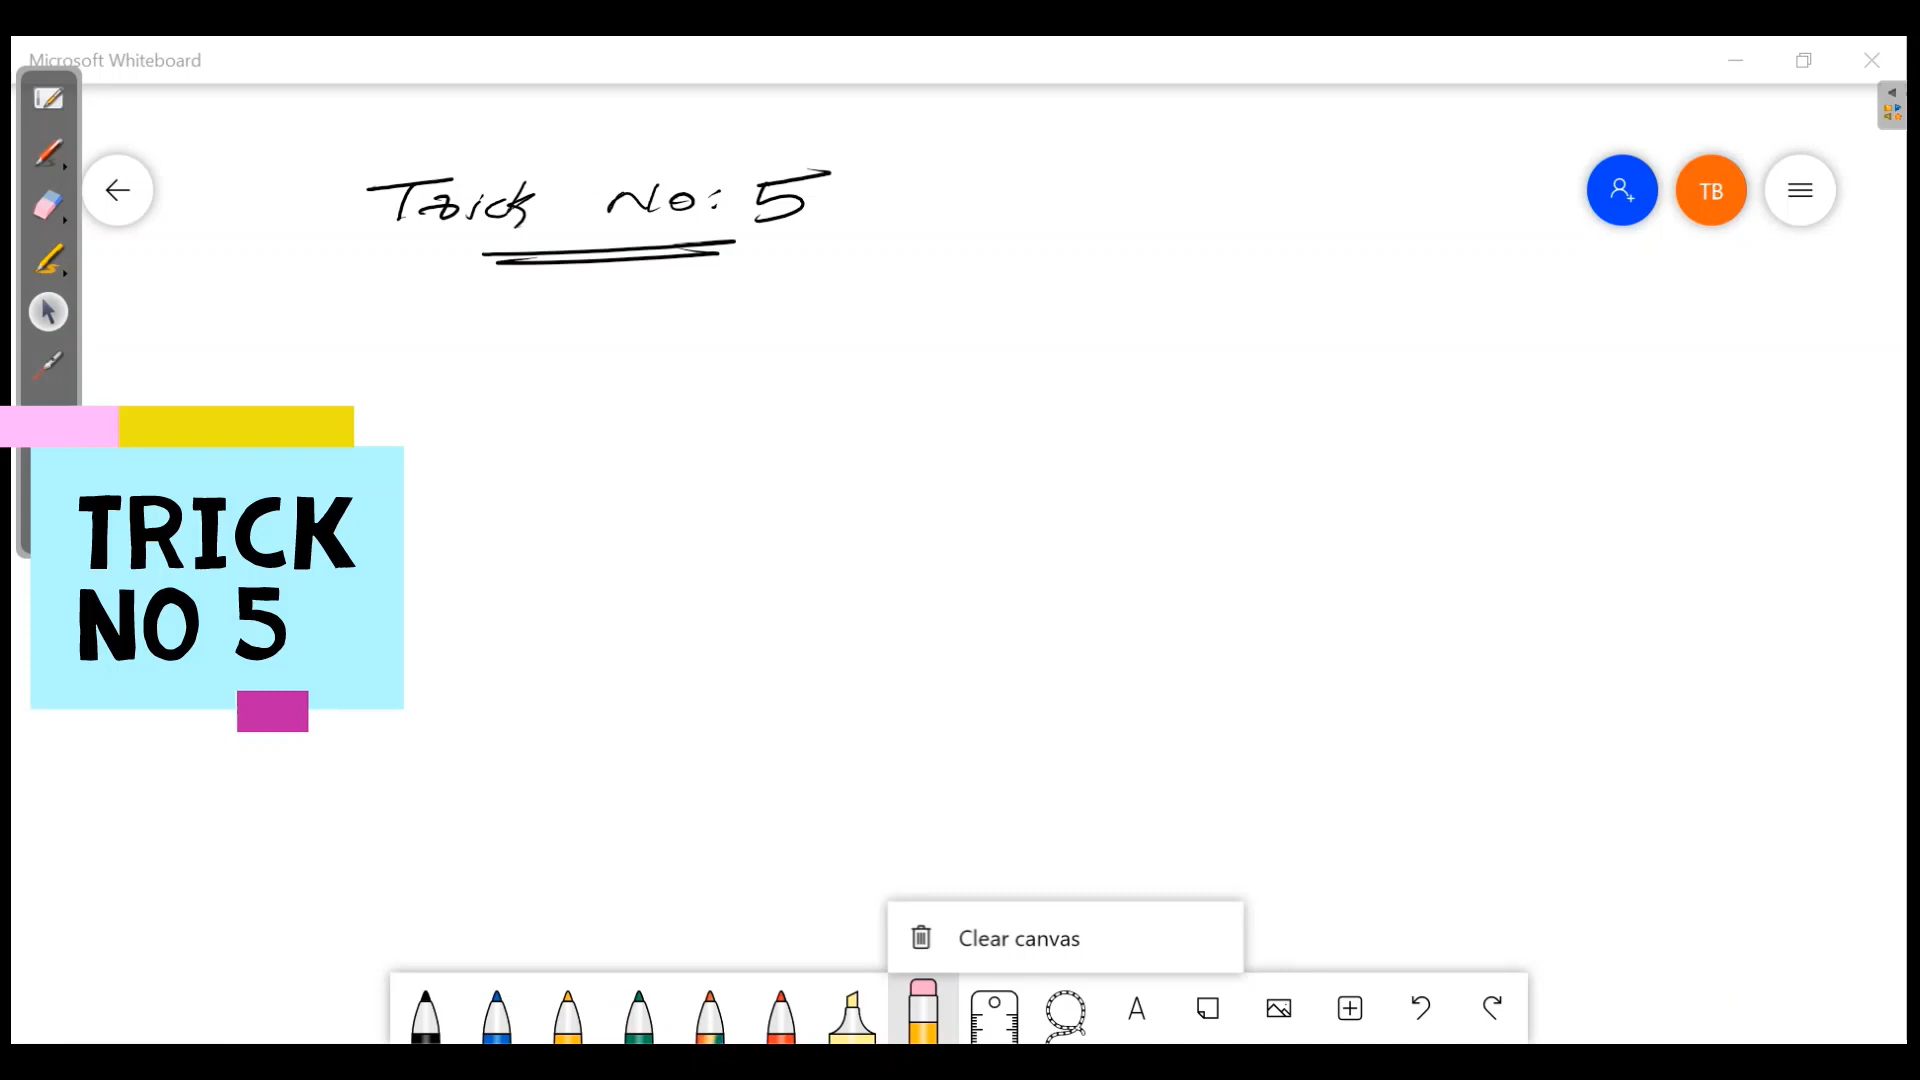 Microsoft Whiteboard
Trick No: 5
TB
TRICK
NO 5
Clear canvas
A